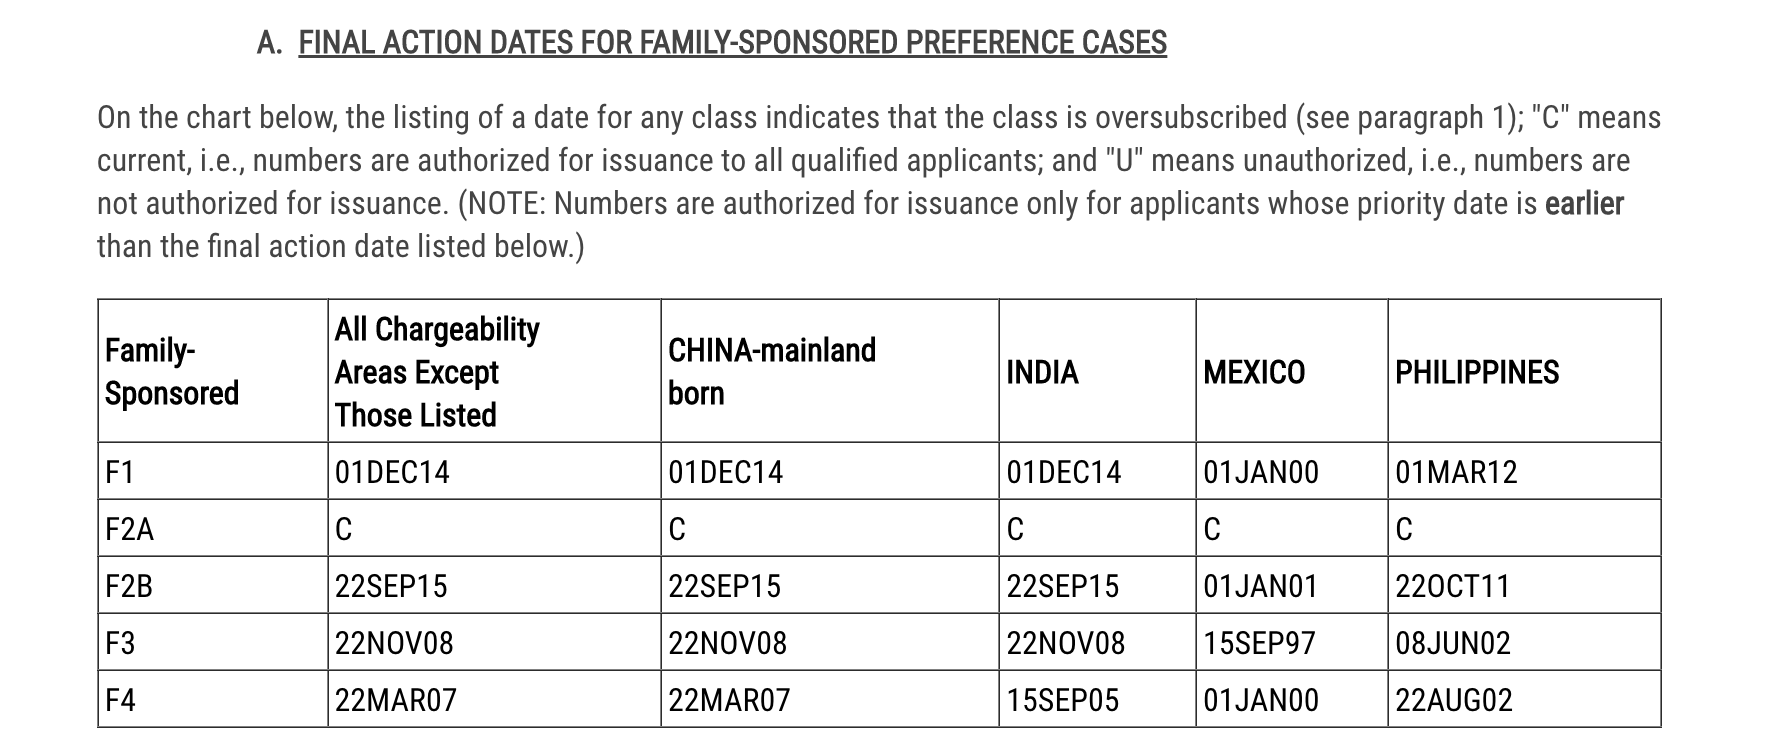 A. FINAL ACTION DATES FOR FAMILY-SPONSORED PREFERENCE CASES
On the chart below, the listing of a date for any class indicates that the class is oversubscribed (see paragraph 1); "C" means
current, i.e., numbers are authorized for issuance to all qualified applicants; and "U" means unauthorized, i.e., numbers are
not authorized for issuance. (NOTE: Numbers are authorized for issuance only for applicants whose priority date is earlier
than the final action date listed below.)
Family-Sponsored All Chargeability Areas Except Those Listed CHINA-mainland born INDIA MEXICO PHILIPPINES
F1 01DEC14 01DEC14 01DEC14 01JAN00 01MAR12
F2A C C C C C
F2B 22SEP15 22SEP15 22SEP15 01JAN01 22OCT11
F3 22NOV08 22NOV08 22NOV08 15SEP97 08JUN02
F4 22MAR07 22MAR07 15SEP05 01JAN00 22AUG02